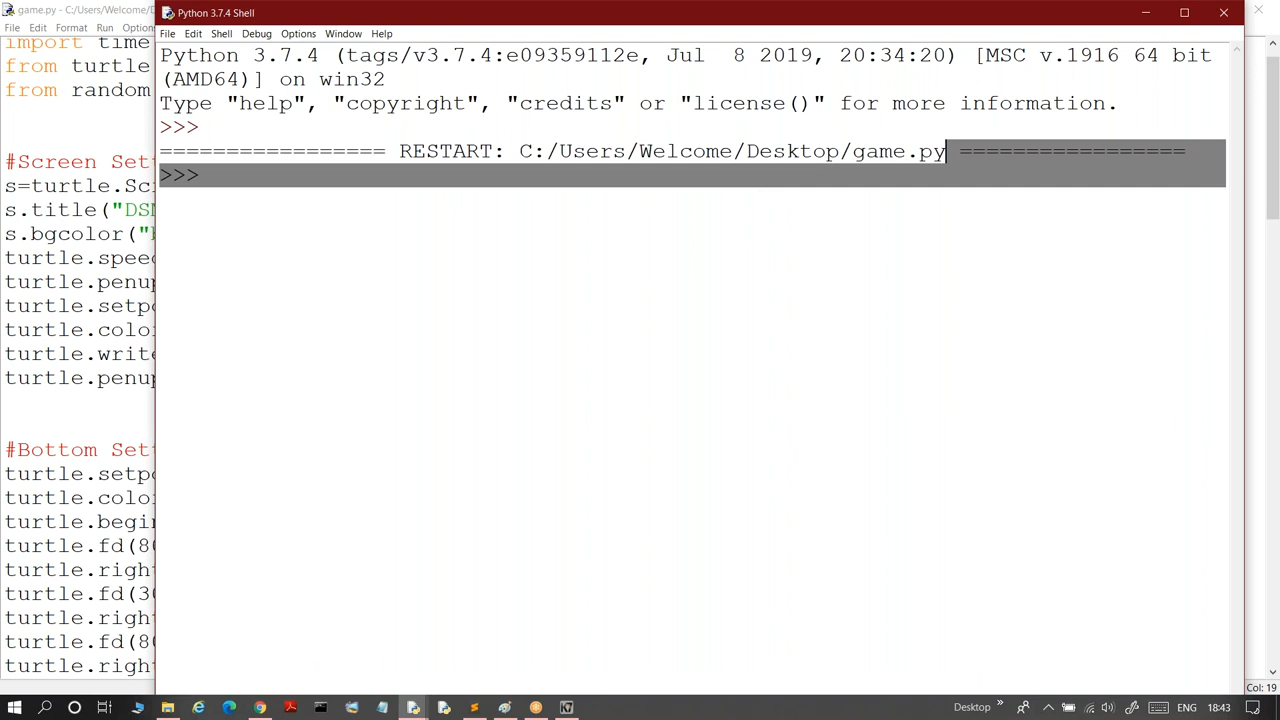 game.py - C:/Users/Welcome/D
File Edit Format Run Option
import time
from turtle
from random
#Screen Set
s=turtle.Sc
s.title("DS
s.bgcolor("
turtle.spee
turtle.penup
turtle.setp
turtle.colo
turtle.write
turtle.penup
#Bottom Set
turtle.setp
turtle.colo
turtle.begin
turtle.fd(8
turtle.righ
turtle.fd(3
turtle.righ
turtle.fd(8
turtle.righ
Python 3.7.4 Shell
File Edit Shell Debug Options Window Help
Python 3.7.4 (tags/v3.7.4:e09359112e, Jul 8 2019, 20:34:20) [MSC v.1916 64 bit
(AMD64)] on win32
Type "help", "copyright", "credits" or "license()" for more information.
>>>
================= RESTART: C:/Users/Welcome/Desktop/game.py =================
>>>
Col: 19
Desktop » ENG 18:43